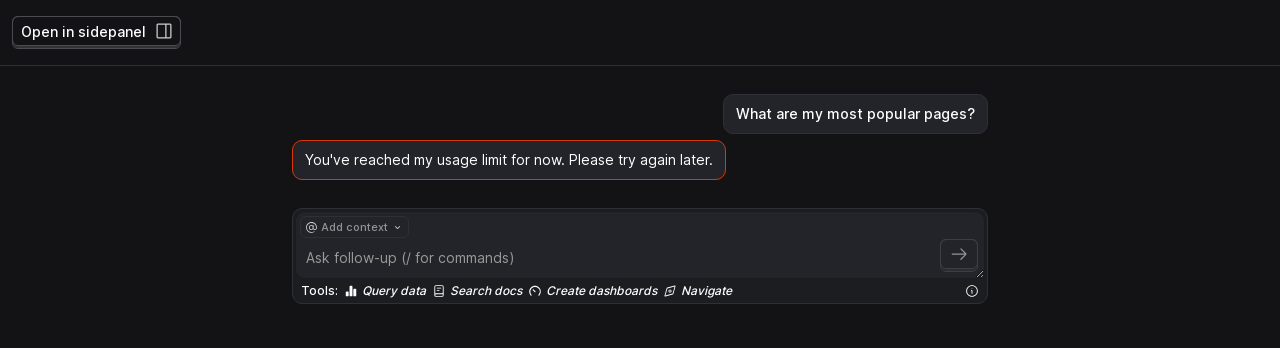 Open in sidepanel
What are my most popular pages?
You've reached my usage limit for now. Please try again later.
@ Add context
Ask follow-up (/ for commands)
Tools: Query data Search docs Create dashboards Navigate